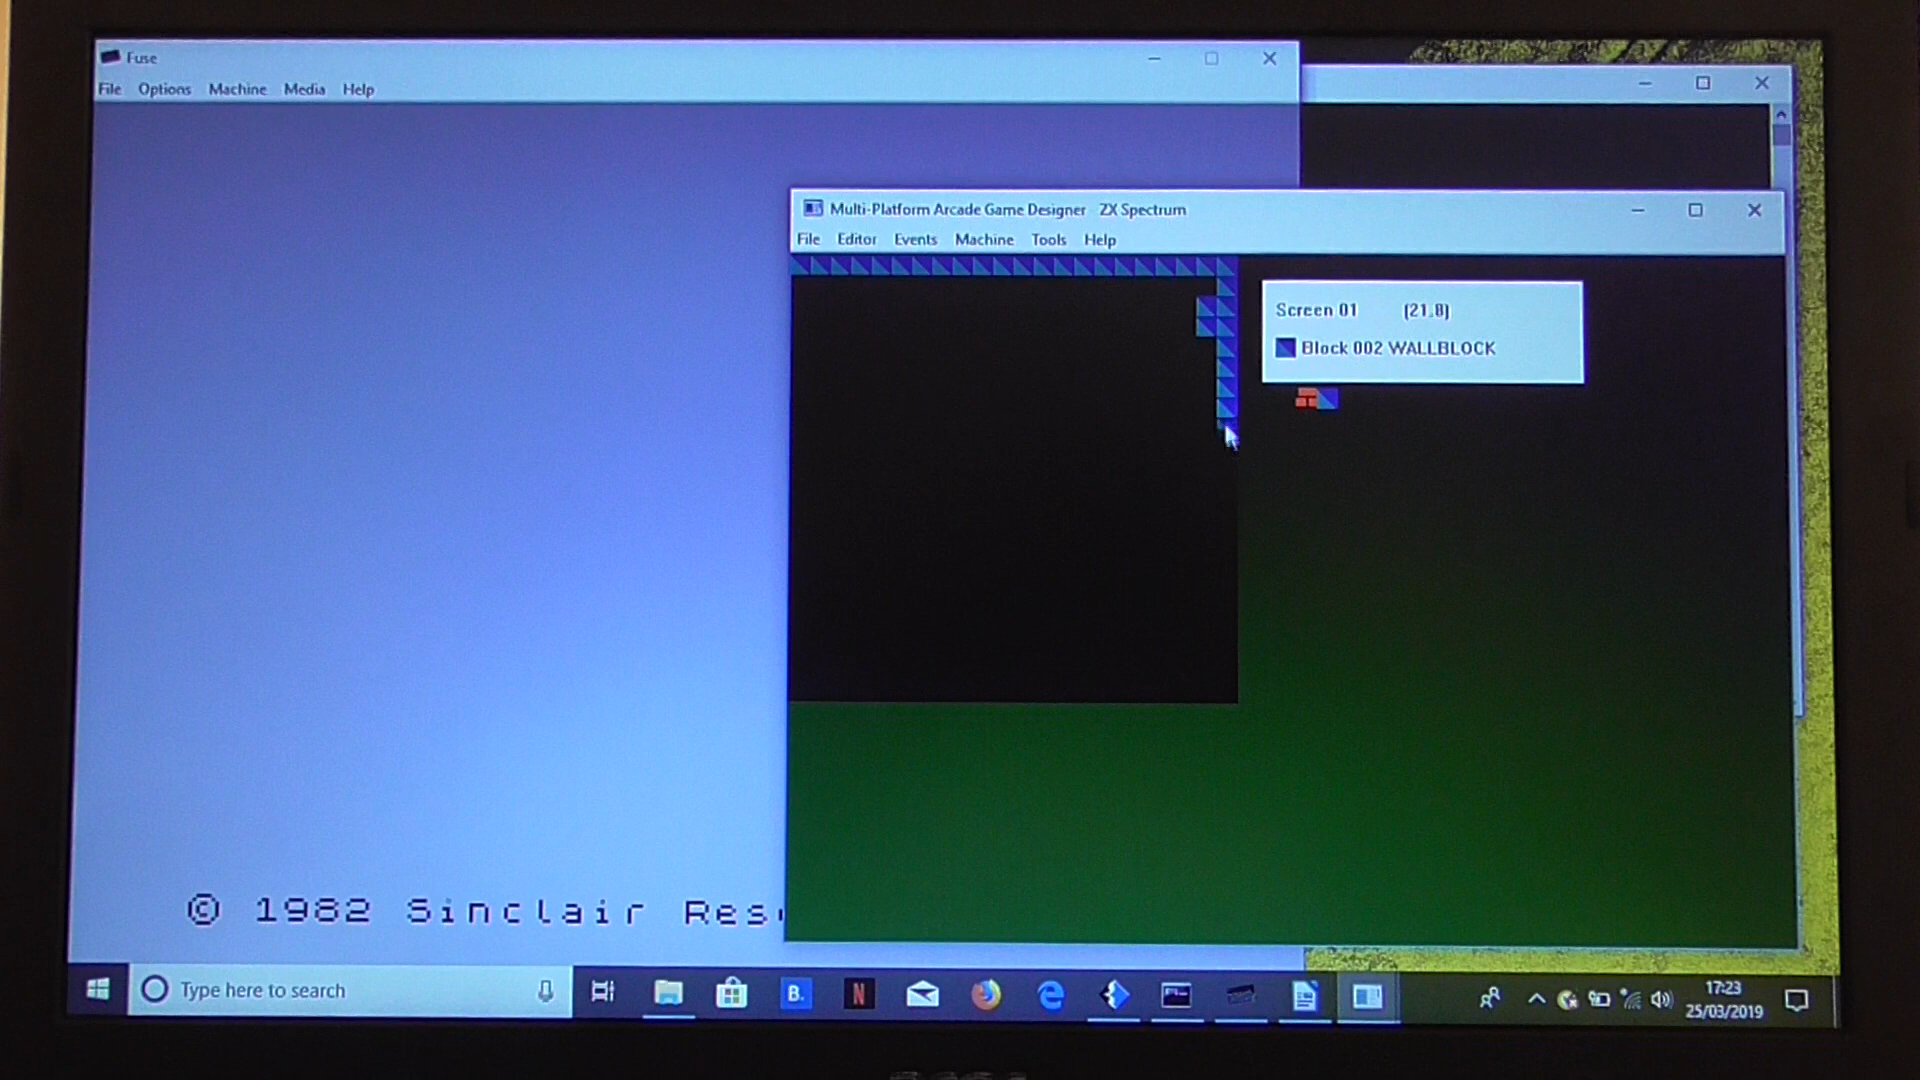 Fuse
File Options Machine Media Help
Multi-Platform Arcade Game Designer ZX Spectrum
File Editor Events Machine Tools Help
Screen 01 (21,8)
Block 002 WALLBLOCK
© 1982 Sinclair Res
Type here to search
B.
N
17:23
25/03/2019